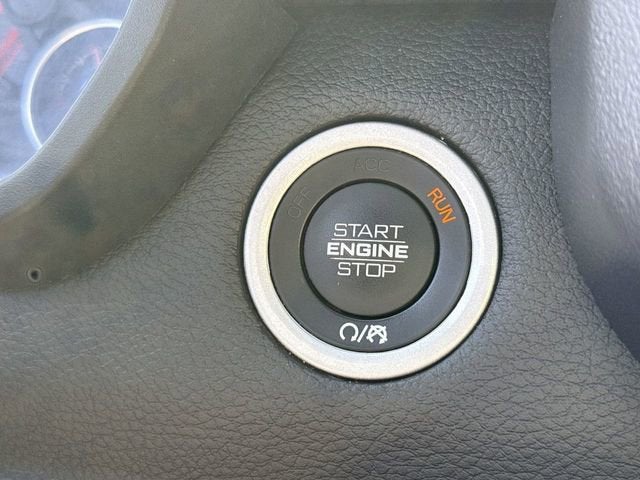 OFF
ACC
RUN
START
ENGINE
STOP